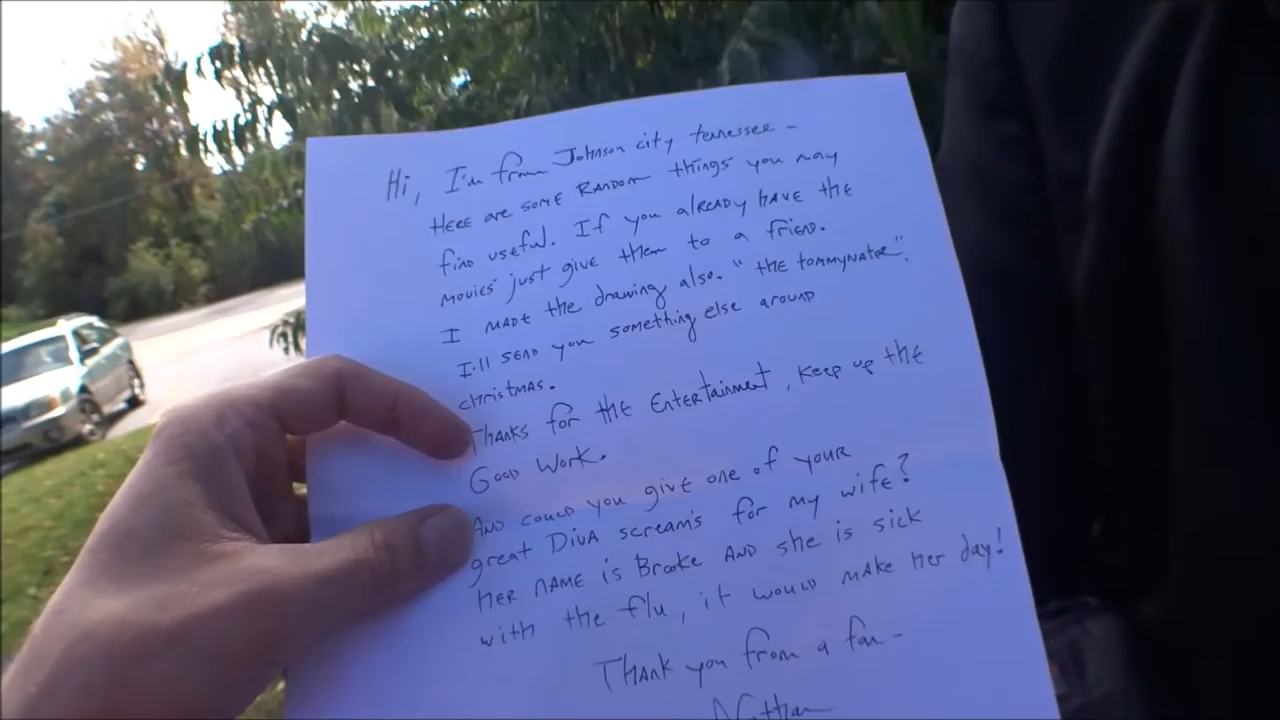 Hi, I'm from Johnson city tennessee -
HERE are SOME RANDOM things you may
find useful. If you alREADy HAVE the
MOVIES just give them to a friend.
I MADE the drawing also. "the tommynator".
I'll SEND you something else around
christmas.
THANKS for the EntERtainment, keep up the
Good Work.
AND could you give one of youR
great DivA scream's for my wife?
HER NAME is Brooke AND she is sick
with the flu, it would MAKE her day!
THANK you from a fan -
Nathan